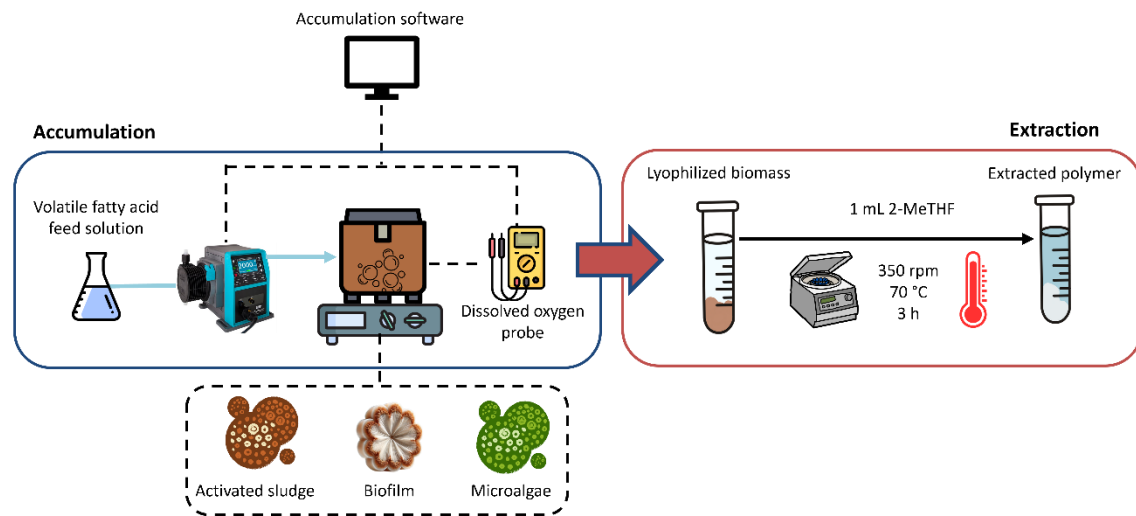 Accumulation software
Accumulation
Extraction
Volatile fatty acid
feed solution
Dissolved oxygen
probe
Lyophilized biomass
Extracted polymer
1 mL 2-MeTHF
350 rpm
70 °C
3 h
Activated sludge
Biofilm
Microalgae